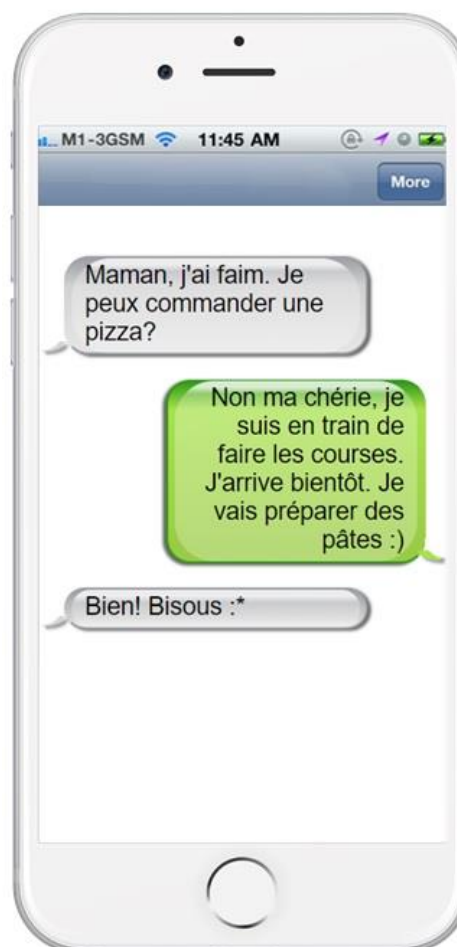 M1-3GSM 11:45 AM
More
Maman, j'ai faim. Je
peux commander une
pizza?
Non ma chérie, je
suis en train de
faire les courses.
J'arrive bientôt. Je
vais préparer des
pâtes :)
Bien! Bisous :*